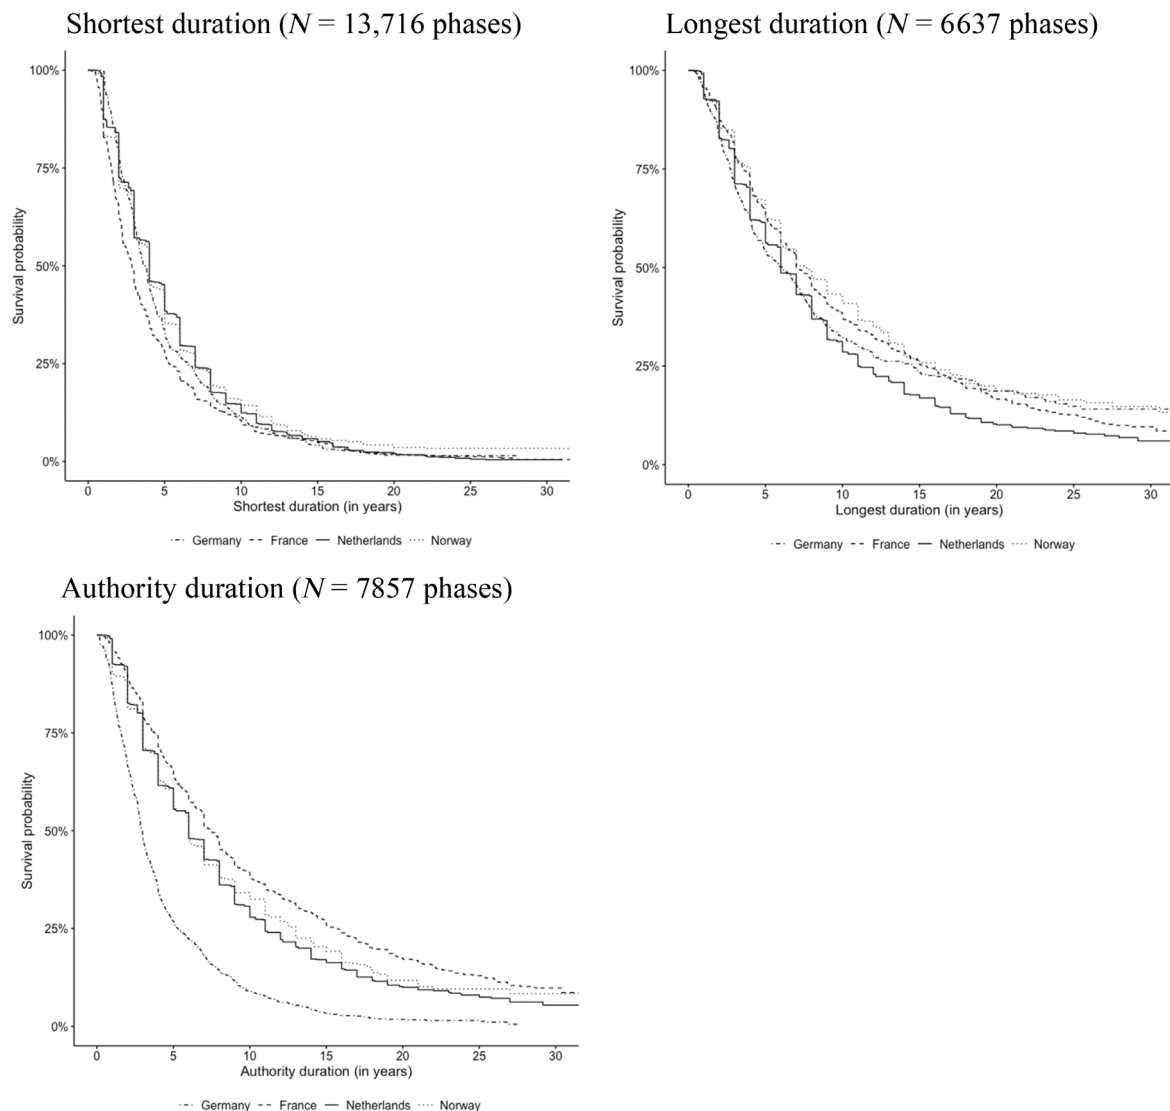 Shortest duration (N = 13,716 phases)
100%
75%
50%
25%
0%
Survival probability
0 5 10 15 20 25 30
Shortest duration (in years)
Germany France Netherlands Norway
Longest duration (N = 6637 phases)
100%
75%
50%
25%
0%
Survival probability
0 5 10 15 20 25 30
Longest duration (in years)
Germany France Netherlands Norway
Authority duration (N = 7857 phases)
100%
75%
50%
25%
0%
Survival probability
0 5 10 15 20 25 30
Authority duration (in years)
Germany France Netherlands Norway